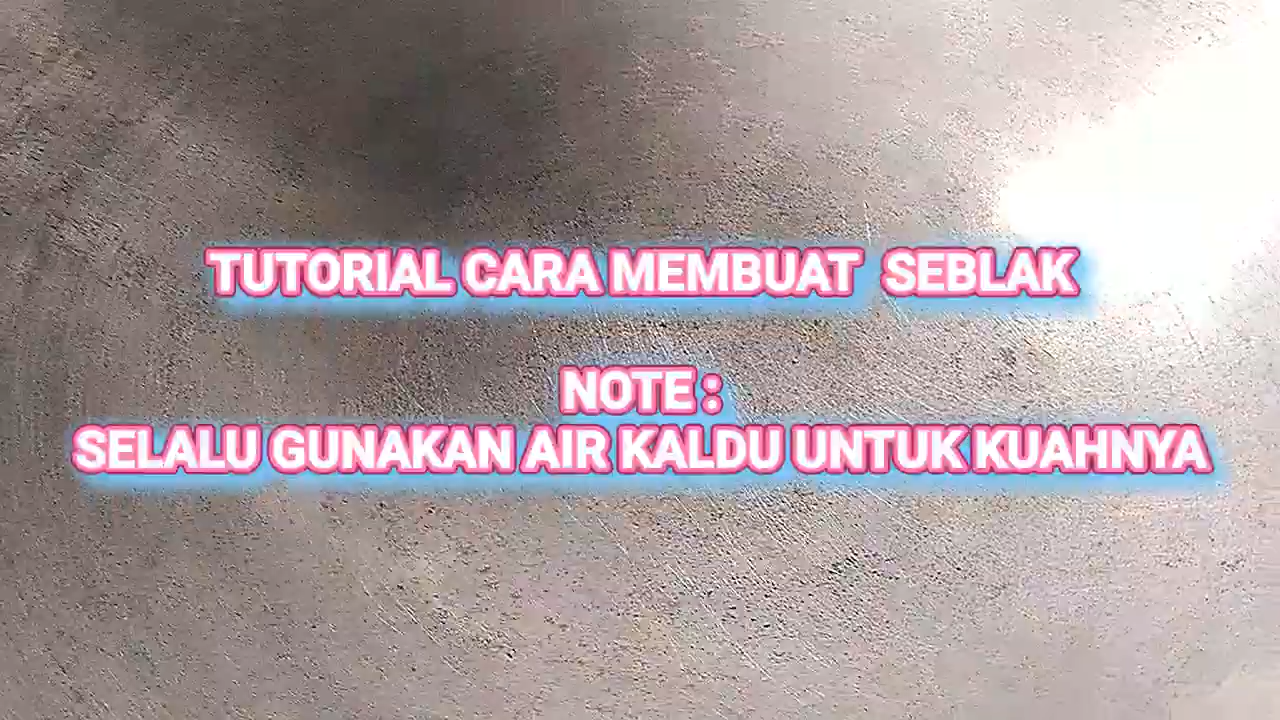 TUTORIAL CARA MEMBUAT SEBLAK
NOTE :
SELALU GUNAKAN AIR KALDU UNTUK KUAHNYA